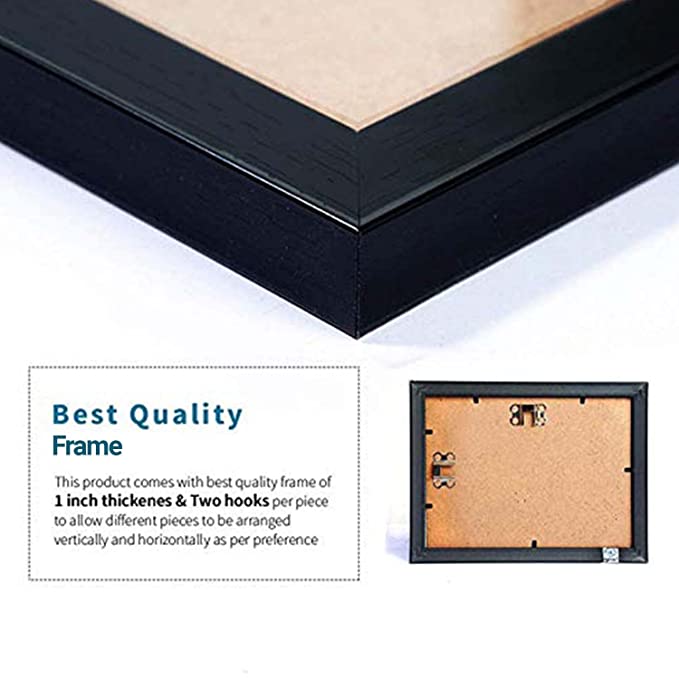 Best Quality
Frame
This product comes with best quality frame of
1 inch thickenes & Two hooks per piece
to allow different pieces to be arranged
vertically and horizontally as per preference